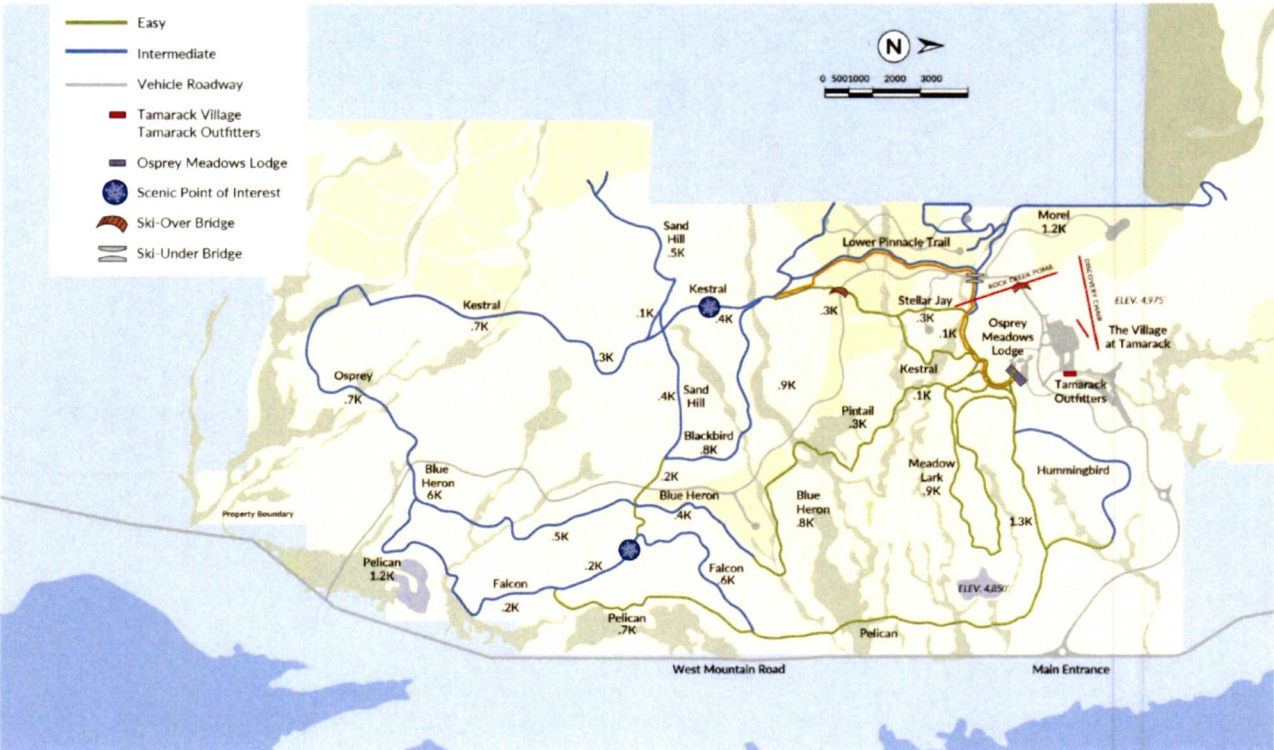 Easy
Intermediate
Vehicle Roadway
Tamarack Village
Tamarack Outfitters
Osprey Meadows Lodge
Scenic Point of Interest
Ski-Over Bridge
Ski-Under Bridge
N
0 500 1000 2000 3000
Morel
1.2K
Sand
Hill
.5K
Lower Pinnacle Trail
ROCK CREEK POMA
DISCOVERY CHAIR
ELEV. 4,975'
Kestral
.4K
Kestral
.7K
.1K
.3K
Stellar Jay
.3K
.3K
.1K
Osprey
Meadows
Lodge
The Village
at Tamarack
Osprey
.7K
.4K
Sand
Hill
.9K
Kestral
.1K
Tamarack
Outfitters
Pintail
.3K
Blackbird
.8K
Blue
Heron
6K
.2K
Blue Heron
.4K
Blue
Heron
.8K
Meadow
Lark
.9K
Hummingbird
1.3K
Property Boundary
.5K
Pelican
1.2K
.2K
Falcon
.2K
Falcon
.6K
ELEV. 4,850'
Pelican
.7K
Pelican
West Mountain Road
Main Entrance